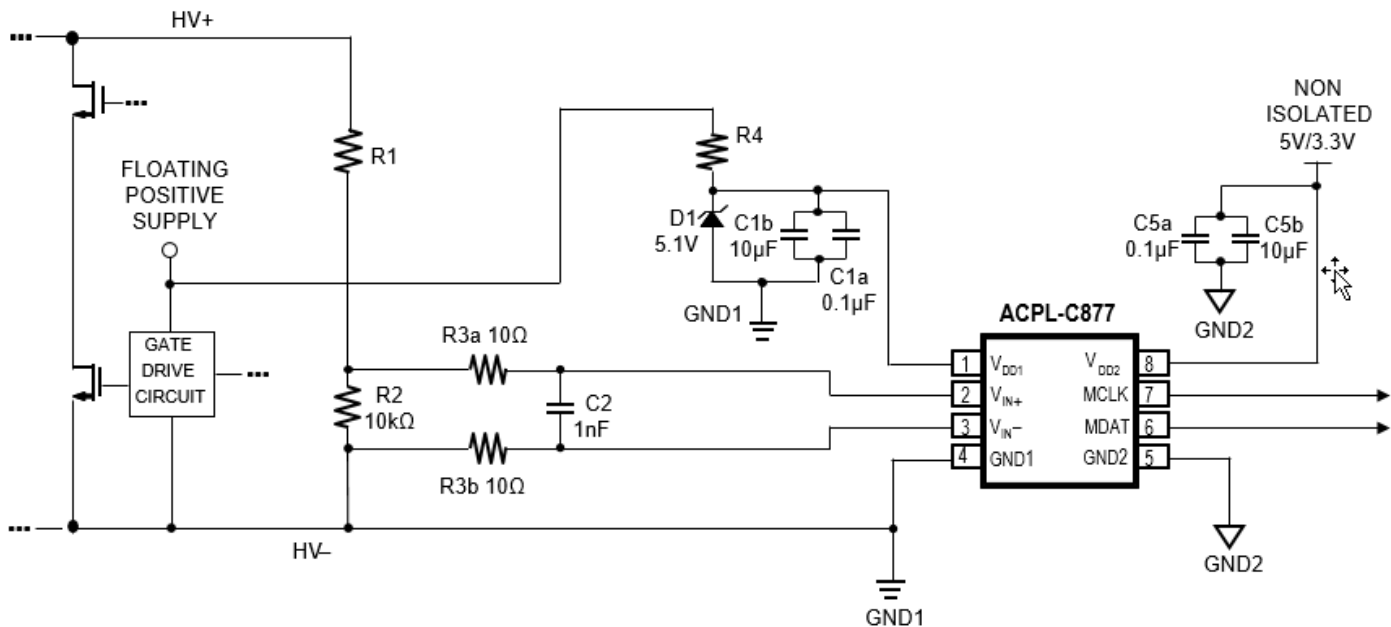 HV+
NON
ISOLATED
5V/3.3V
R4
R1
FLOATING
POSITIVE
SUPPLY
D1
5.1V
C1b
10µF
C1a
0.1µF
C5a
0.1µF
C5b
10µF
GND1
GND2
ACPL-C877
R3a 10Ω
GATE
DRIVE
CIRCUIT
1 VDD1
VDD2 8
2 VIN+
MCLK 7
R2
10kΩ
C2
1nF
3 VIN−
MDAT 6
4 GND1
GND2 5
R3b 10Ω
HV–
GND2
GND1